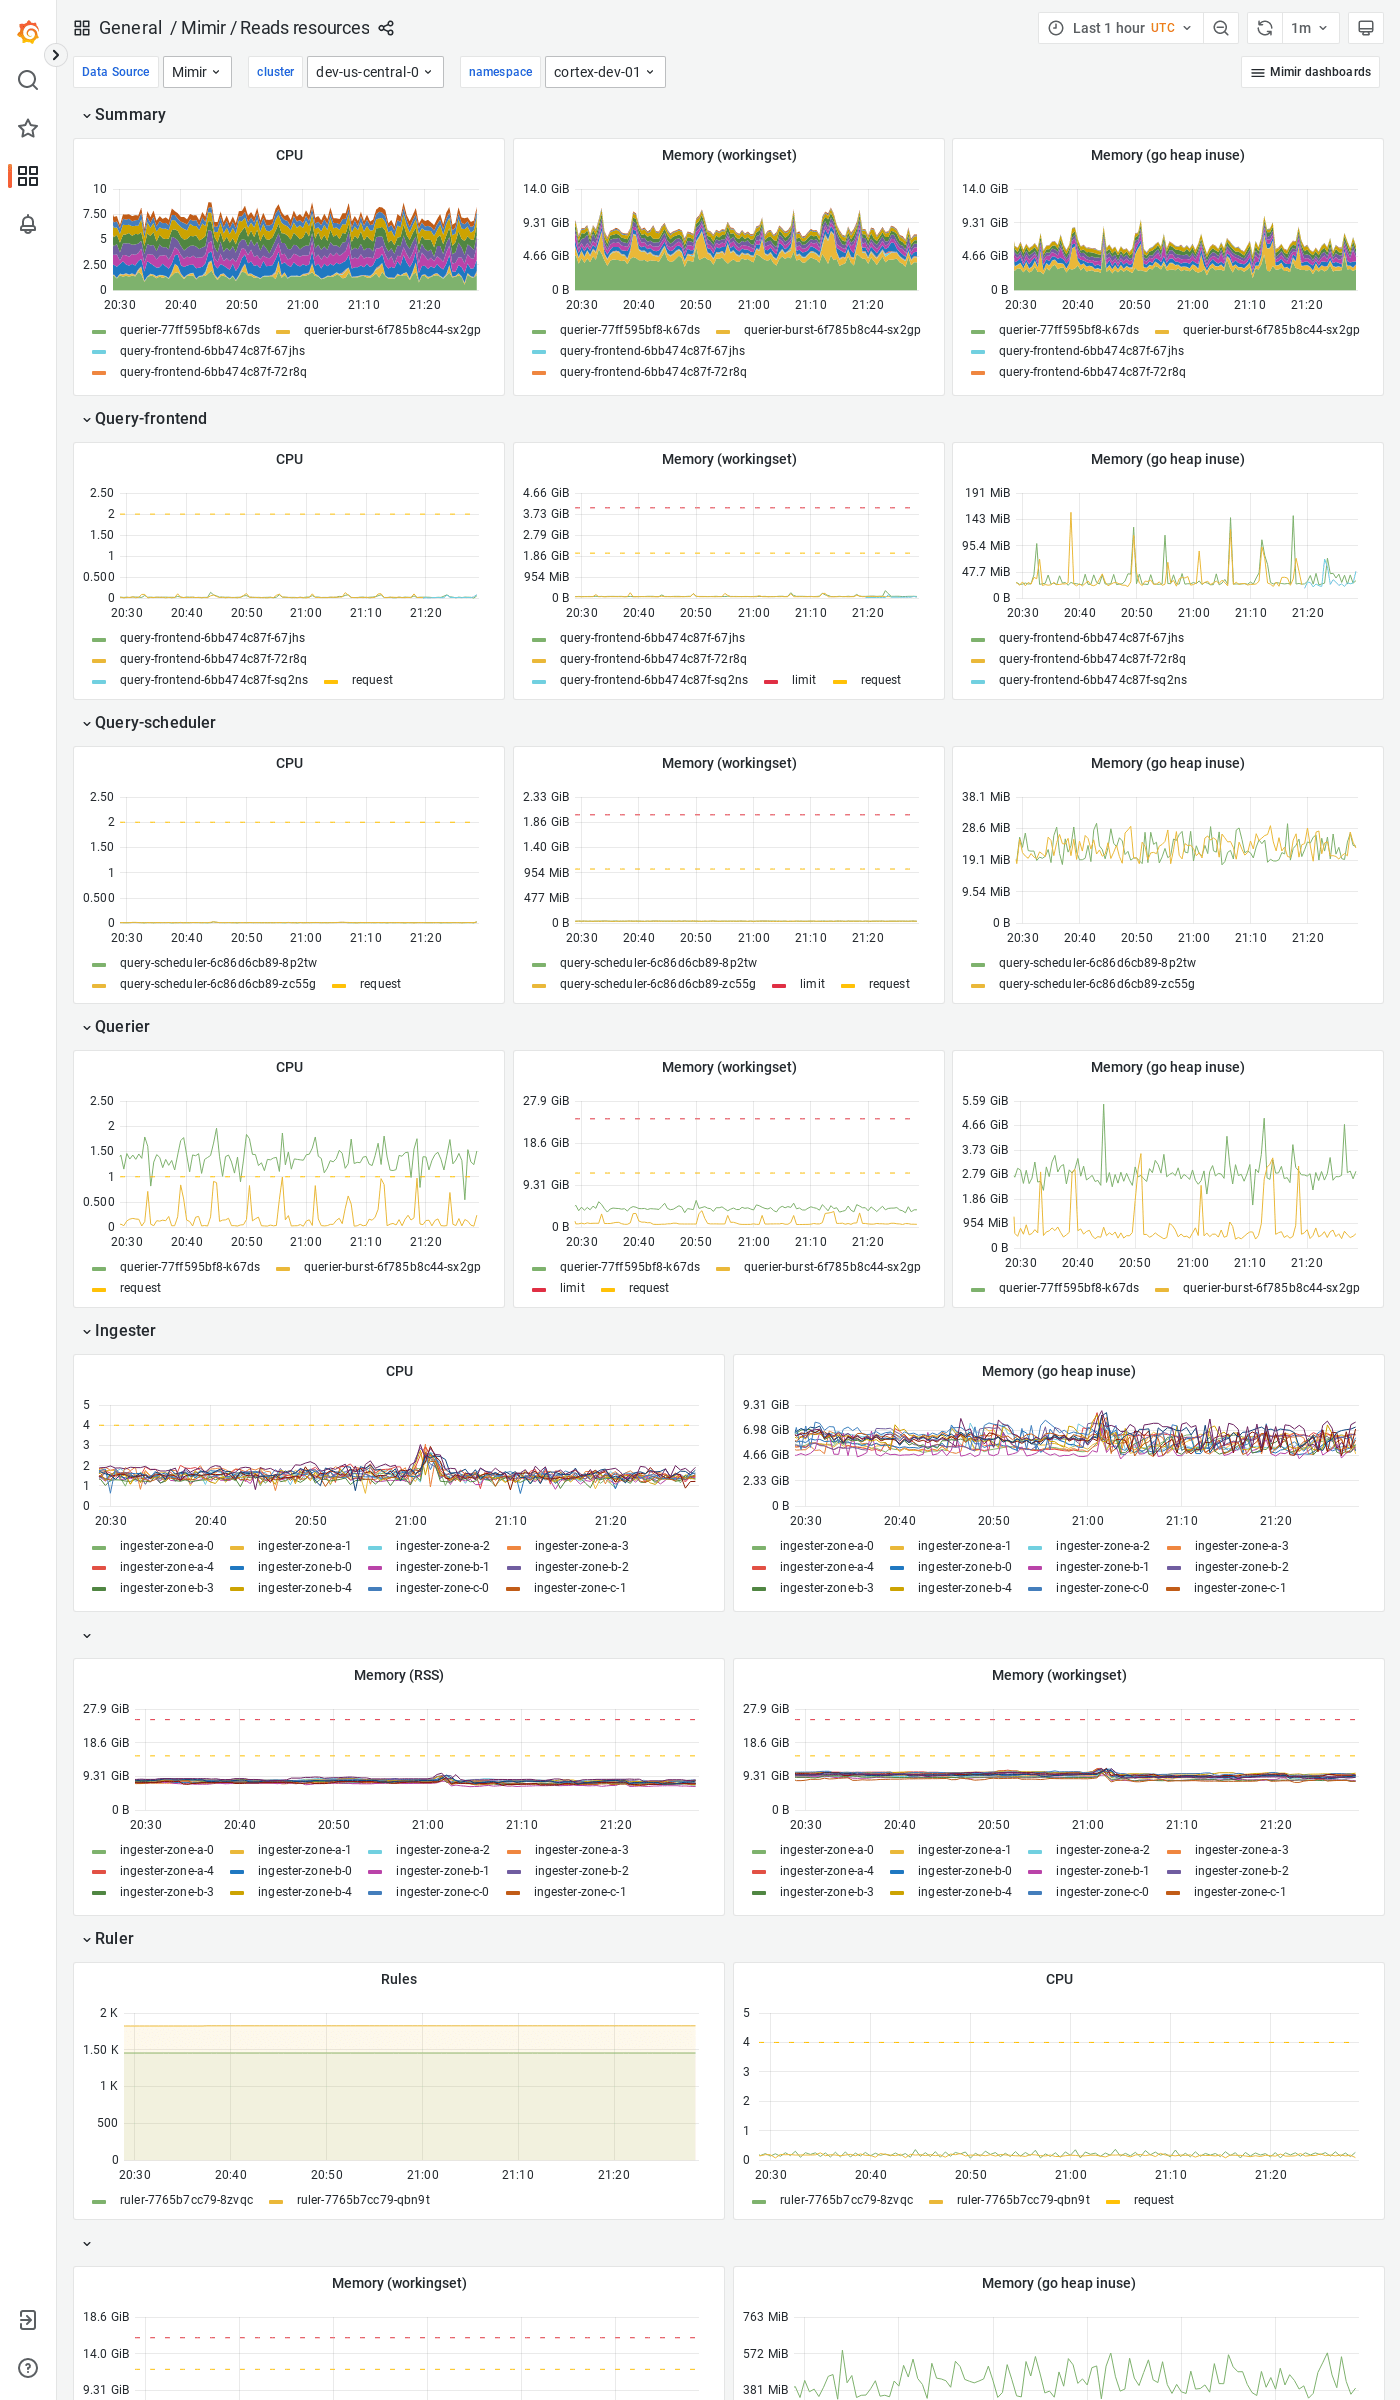 General / Mimir / Reads resources
Last 1 hour UTC
1m
Data Source Mimir cluster dev-us-central-0 namespace cortex-dev-01 Mimir dashboards
Summary
CPU
10
7.50
5
2.50
0
20:30 20:40 20:50 21:00 21:10 21:20
querier-77ff595bf8-k67ds querier-burst-6f785b8c44-sx2gp
query-frontend-6bb474c87f-67jhs
query-frontend-6bb474c87f-72r8q
Memory (workingset)
14.0 GiB
9.31 GiB
4.66 GiB
0 B
20:30 20:40 20:50 21:00 21:10 21:20
querier-77ff595bf8-k67ds querier-burst-6f785b8c44-sx2gp
query-frontend-6bb474c87f-67jhs
query-frontend-6bb474c87f-72r8q
Memory (go heap inuse)
14.0 GiB
9.31 GiB
4.66 GiB
0 B
20:30 20:40 20:50 21:00 21:10 21:20
querier-77ff595bf8-k67ds querier-burst-6f785b8c44-sx2gp
query-frontend-6bb474c87f-67jhs
query-frontend-6bb474c87f-72r8q
Query-frontend
CPU
2.50
2
1.50
1
0.500
0
20:30 20:40 20:50 21:00 21:10 21:20
query-frontend-6bb474c87f-67jhs
query-frontend-6bb474c87f-72r8q
query-frontend-6bb474c87f-sq2ns request
Memory (workingset)
4.66 GiB
3.73 GiB
2.79 GiB
1.86 GiB
954 MiB
0 B
20:30 20:40 20:50 21:00 21:10 21:20
query-frontend-6bb474c87f-67jhs
query-frontend-6bb474c87f-72r8q
query-frontend-6bb474c87f-sq2ns limit request
Memory (go heap inuse)
191 MiB
143 MiB
95.4 MiB
47.7 MiB
0 B
20:30 20:40 20:50 21:00 21:10 21:20
query-frontend-6bb474c87f-67jhs
query-frontend-6bb474c87f-72r8q
query-frontend-6bb474c87f-sq2ns
Query-scheduler
CPU
2.50
2
1.50
1
0.500
0
20:30 20:40 20:50 21:00 21:10 21:20
query-scheduler-6c86d6cb89-8p2tw
query-scheduler-6c86d6cb89-zc55g request
Memory (workingset)
2.33 GiB
1.86 GiB
1.40 GiB
954 MiB
477 MiB
0 B
20:30 20:40 20:50 21:00 21:10 21:20
query-scheduler-6c86d6cb89-8p2tw
query-scheduler-6c86d6cb89-zc55g limit request
Memory (go heap inuse)
38.1 MiB
28.6 MiB
19.1 MiB
9.54 MiB
0 B
20:30 20:40 20:50 21:00 21:10 21:20
query-scheduler-6c86d6cb89-8p2tw
query-scheduler-6c86d6cb89-zc55g
Querier
CPU
2.50
2
1.50
1
0.500
0
20:30 20:40 20:50 21:00 21:10 21:20
querier-77ff595bf8-k67ds querier-burst-6f785b8c44-sx2gp
request
Memory (workingset)
27.9 GiB
18.6 GiB
9.31 GiB
0 B
20:30 20:40 20:50 21:00 21:10 21:20
querier-77ff595bf8-k67ds querier-burst-6f785b8c44-sx2gp
limit request
Memory (go heap inuse)
5.59 GiB
4.66 GiB
3.73 GiB
2.79 GiB
1.86 GiB
954 MiB
0 B
20:30 20:40 20:50 21:00 21:10 21:20
querier-77ff595bf8-k67ds querier-burst-6f785b8c44-sx2gp
Ingester
CPU
5
4
3
2
1
0
20:30 20:40 20:50 21:00 21:10 21:20
ingester-zone-a-0 ingester-zone-a-1 ingester-zone-a-2 ingester-zone-a-3
ingester-zone-a-4 ingester-zone-b-0 ingester-zone-b-1 ingester-zone-b-2
ingester-zone-b-3 ingester-zone-b-4 ingester-zone-c-0 ingester-zone-c-1
Memory (go heap inuse)
9.31 GiB
6.98 GiB
4.66 GiB
2.33 GiB
0 B
20:30 20:40 20:50 21:00 21:10 21:20
ingester-zone-a-0 ingester-zone-a-1 ingester-zone-a-2 ingester-zone-a-3
ingester-zone-a-4 ingester-zone-b-0 ingester-zone-b-1 ingester-zone-b-2
ingester-zone-b-3 ingester-zone-b-4 ingester-zone-c-0 ingester-zone-c-1
Memory (RSS)
27.9 GiB
18.6 GiB
9.31 GiB
0 B
20:30 20:40 20:50 21:00 21:10 21:20
ingester-zone-a-0 ingester-zone-a-1 ingester-zone-a-2 ingester-zone-a-3
ingester-zone-a-4 ingester-zone-b-0 ingester-zone-b-1 ingester-zone-b-2
ingester-zone-b-3 ingester-zone-b-4 ingester-zone-c-0 ingester-zone-c-1
Memory (workingset)
27.9 GiB
18.6 GiB
9.31 GiB
0 B
20:30 20:40 20:50 21:00 21:10 21:20
ingester-zone-a-0 ingester-zone-a-1 ingester-zone-a-2 ingester-zone-a-3
ingester-zone-a-4 ingester-zone-b-0 ingester-zone-b-1 ingester-zone-b-2
ingester-zone-b-3 ingester-zone-b-4 ingester-zone-c-0 ingester-zone-c-1
Ruler
Rules
2 K
1.50 K
1 K
500
0
20:30 20:40 20:50 21:00 21:10 21:20
ruler-7765b7cc79-8zvqc ruler-7765b7cc79-qbn9t
CPU
5
4
3
2
1
0
20:30 20:40 20:50 21:00 21:10 21:20
ruler-7765b7cc79-8zvqc ruler-7765b7cc79-qbn9t request
Memory (workingset)
18.6 GiB
14.0 GiB
9.31 GiB
Memory (go heap inuse)
763 MiB
572 MiB
381 MiB